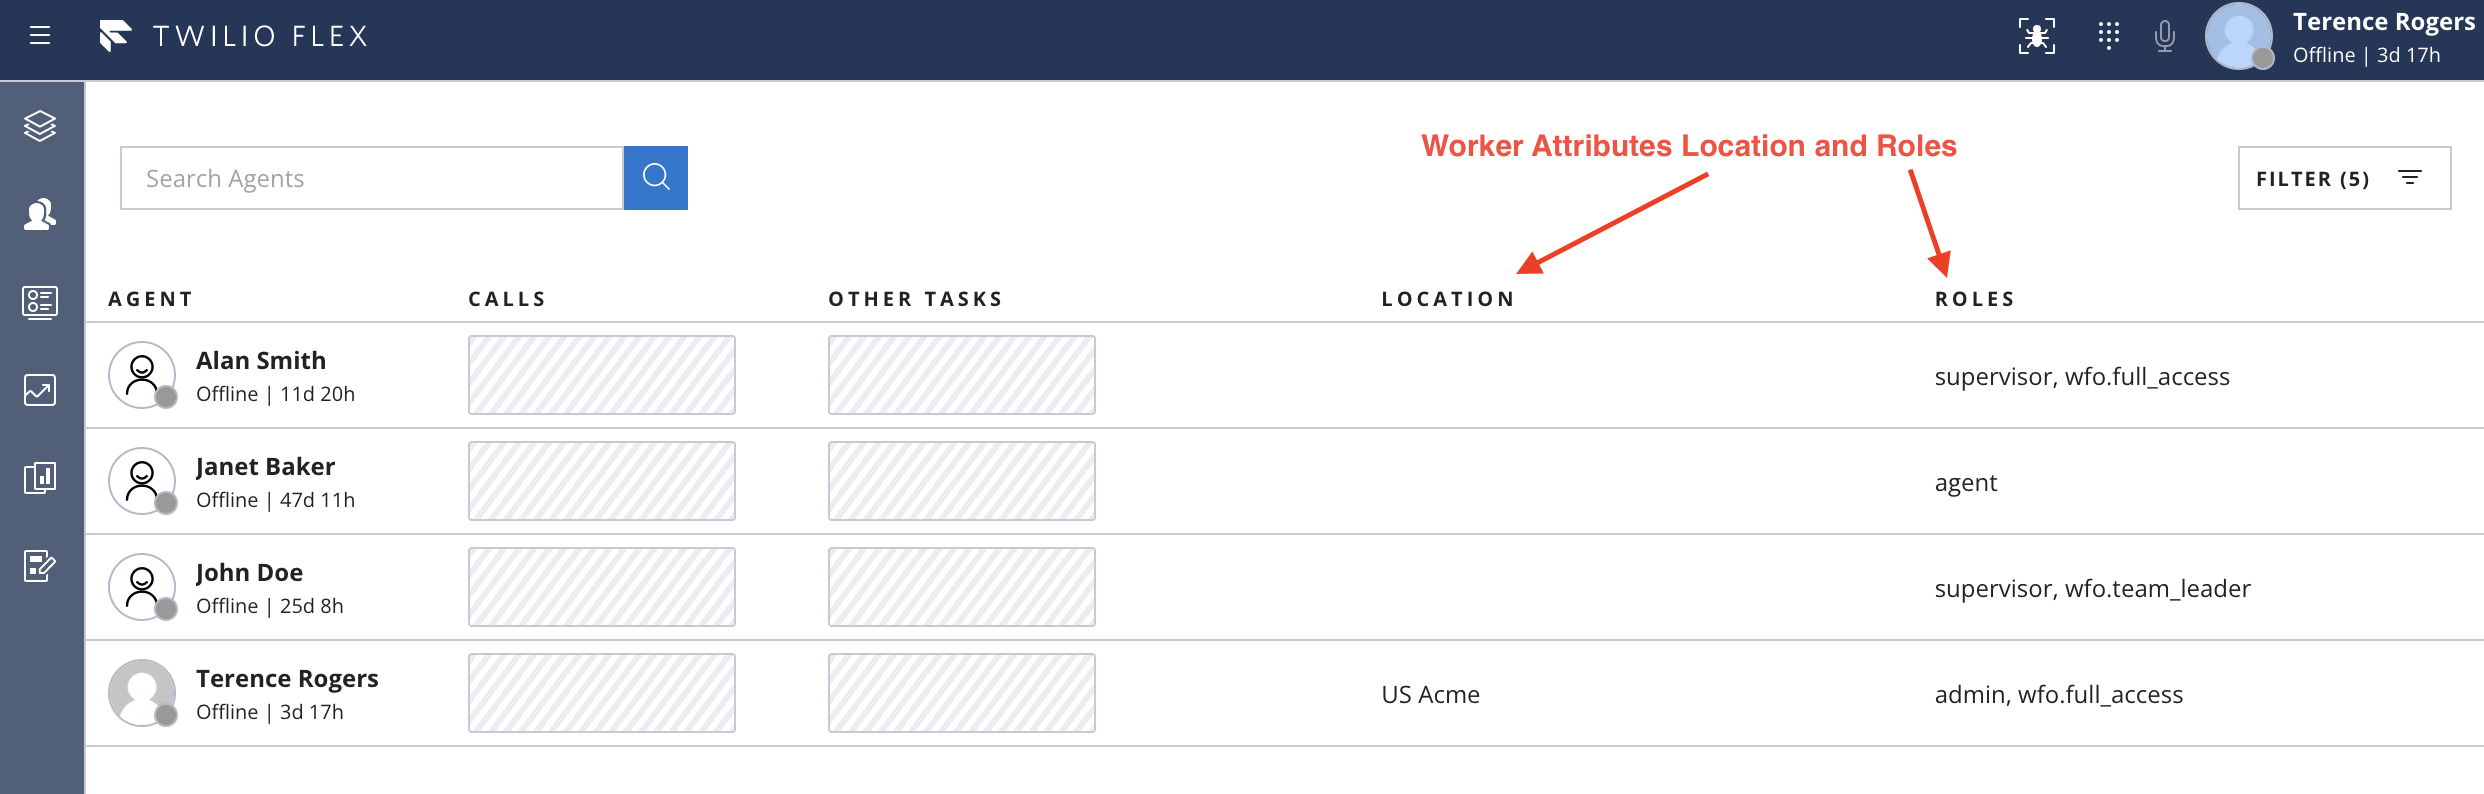 TWILIO FLEX
Terence Rogers
Offline | 3d 17h
Worker Attributes Location and Roles
Search Agents
FILTER (5)
AGENT CALLS OTHER TASKS LOCATION ROLES
Alan Smith
Offline | 11d 20h
supervisor, wfo.full_access
Janet Baker
Offline | 47d 11h
agent
John Doe
Offline | 25d 8h
supervisor, wfo.team_leader
Terence Rogers
Offline | 3d 17h
US Acme
admin, wfo.full_access